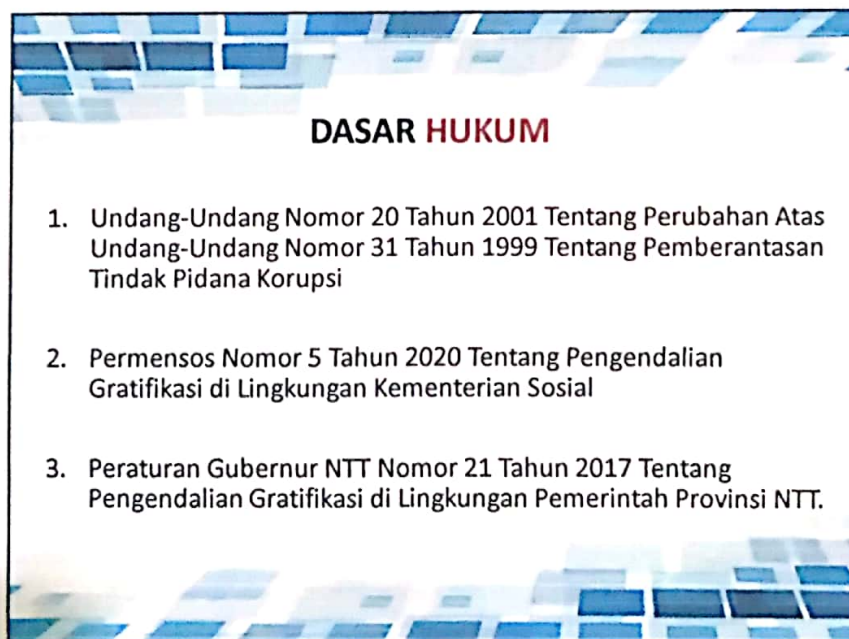 DASAR HUKUM
1. Undang-Undang Nomor 20 Tahun 2001 Tentang Perubahan Atas
Undang-Undang Nomor 31 Tahun 1999 Tentang Pemberantasan
Tindak Pidana Korupsi
2. Permensos Nomor 5 Tahun 2020 Tentang Pengendalian
Gratifikasi di Lingkungan Kementerian Sosial
3. Peraturan Gubernur NTT Nomor 21 Tahun 2017 Tentang
Pengendalian Gratifikasi di Lingkungan Pemerintah Provinsi NTT.